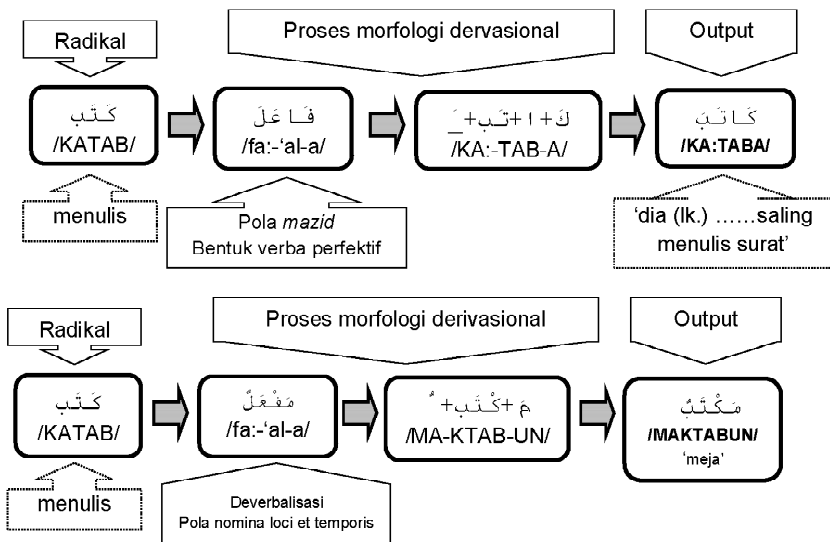 Radikal
Proses morfologi dervasional
Output
كَتَب
/KATAB/
فَاعَلَ
/fa:-‘al-a/
كَ+ا+تَب+ـَ
/KA:-TAB-A/
كَاتَبَ
/KA:TABA/
menulis
Pola mazid
Bentuk verba perfektif
‘dia (lk.) ……saling
menulis surat’
Radikal
Proses morfologi derivasional
Output
كَتَب
/KATAB/
مَفْعَلٌ
/fa:-‘al-a/
مَ+كْتَب+ ٌ
/MA-KTAB-UN/
مَكْتَبٌ
/MAKTABUN/
‘meja’
menulis
Deverbalisasi
Pola nomina loci et temporis